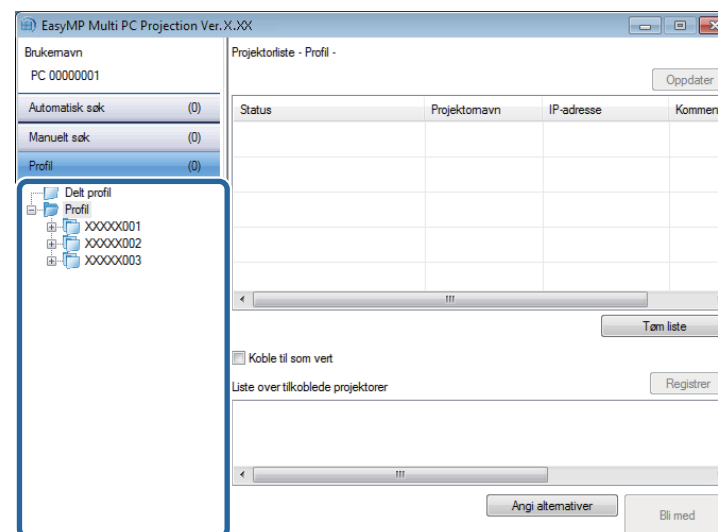 EasyMP Multi PC Projection Ver.X.XX
Brukernavn
PC 00000001
Automatisk søk (0)
Manuelt søk (0)
Profil (0)
Delt profil
Profil
XXXXX001
XXXXX002
XXXXX003
Projektorliste - Profil -
Oppdater
Status Projektornavn IP-adresse Kommen
Tøm liste
Koble til som vert
Liste over tilkoblede projektorer
Registrer
Angi alternativer
Bli med